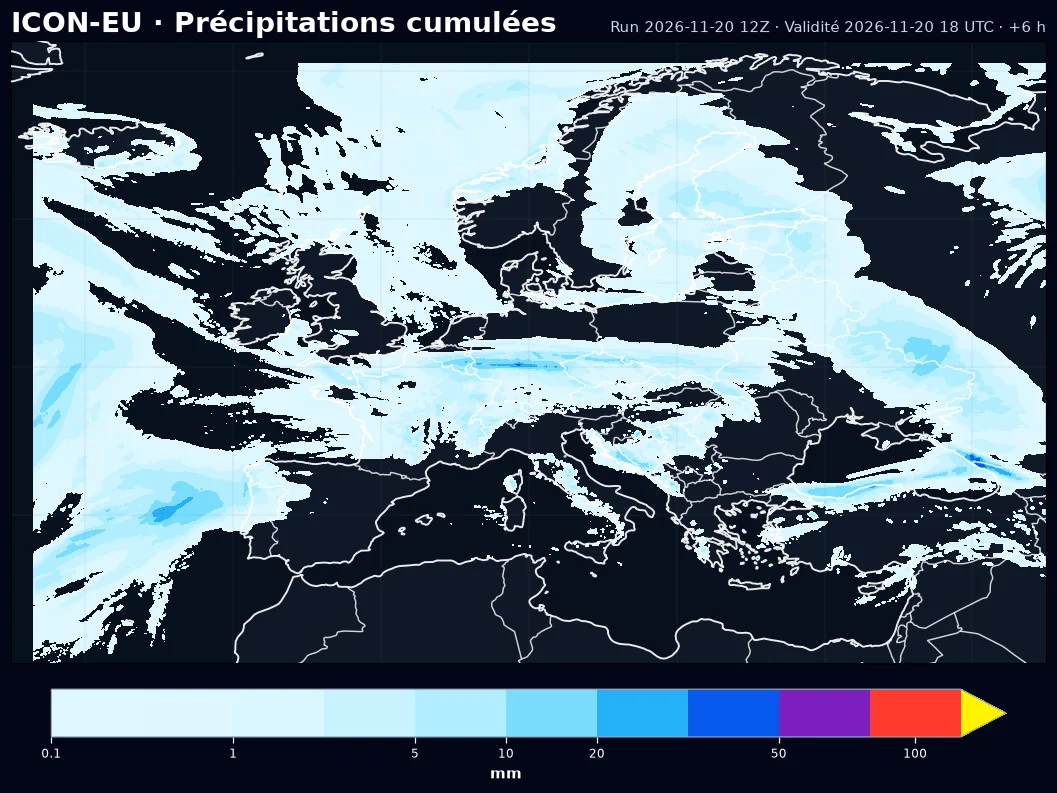 ICON-EU · Précipitations cumulées
Run 2026-11-20 12Z · Validité 2026-11-20 18 UTC · +6 h
0.1 1 5 10 20 50 100
mm